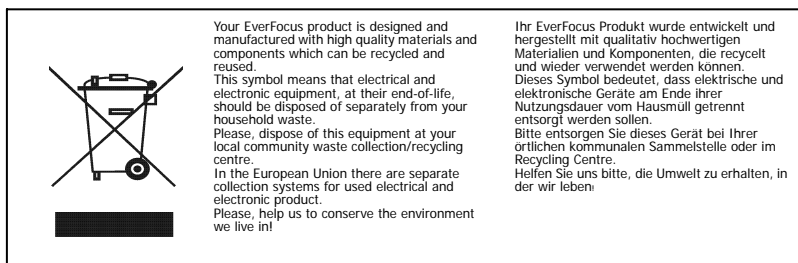 Your EverFocus product is designed and
manufactured with high quality materials and
components which can be recycled and
reused.
This symbol means that electrical and
electronic equipment, at their end-of-life,
should be disposed of separately from your
household waste.
Please, dispose of this equipment at your
local community waste collection/recycling
centre.
In the European Union there are separate
collection systems for used electrical and
electronic product.
Please, help us to conserve the environment
we live in!
Ihr EverFocus Produkt wurde entwickelt und
hergestellt mit qualitativ hochwertigen
Materialien und Komponenten, die recycelt
und wieder verwendet werden können.
Dieses Symbol bedeutet, dass elektrische und
elektronische Geräte am Ende ihrer
Nutzungsdauer vom Hausmüll getrennt
entsorgt werden sollen.
Bitte entsorgen Sie dieses Gerät bei Ihrer
örtlichen kommunalen Sammelstelle oder im
Recycling Centre.
Helfen Sie uns bitte, die Umwelt zu erhalten, in
der wir leben!